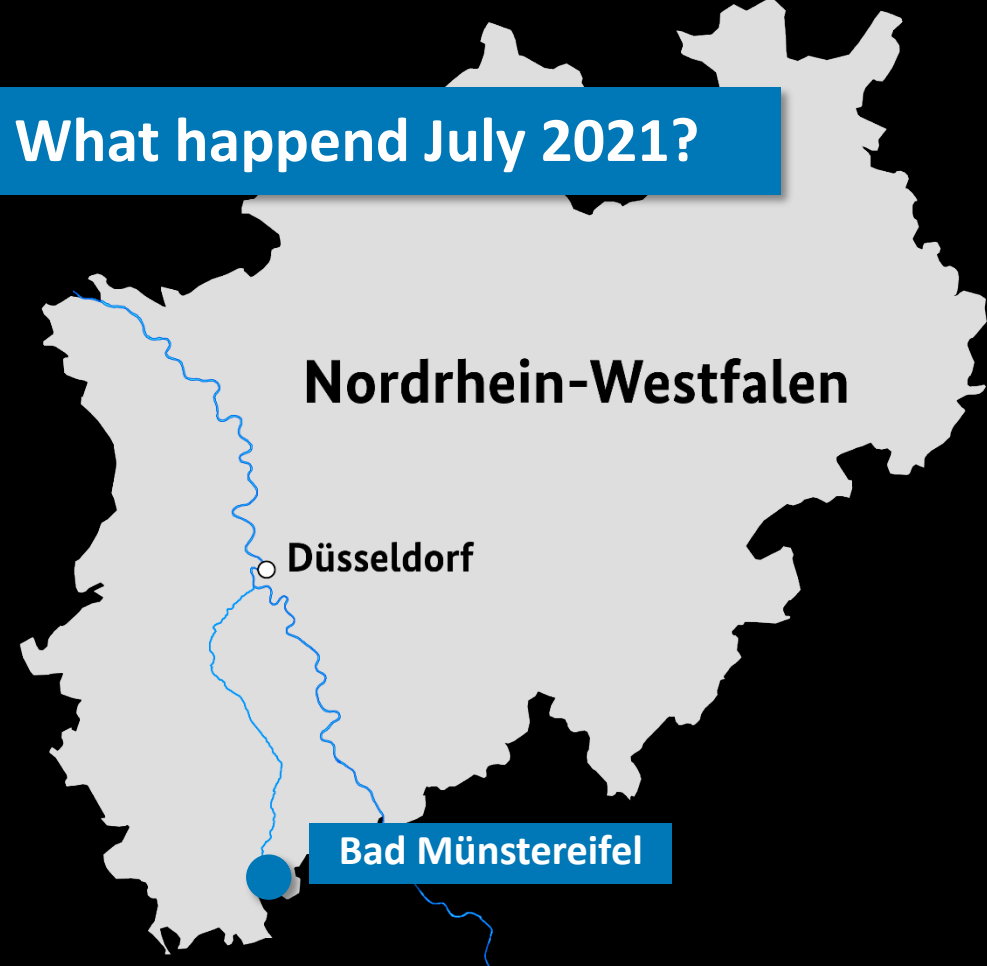 What happend July 2021?
Nordrhein-Westfalen
Düsseldorf
Bad Münstereifel